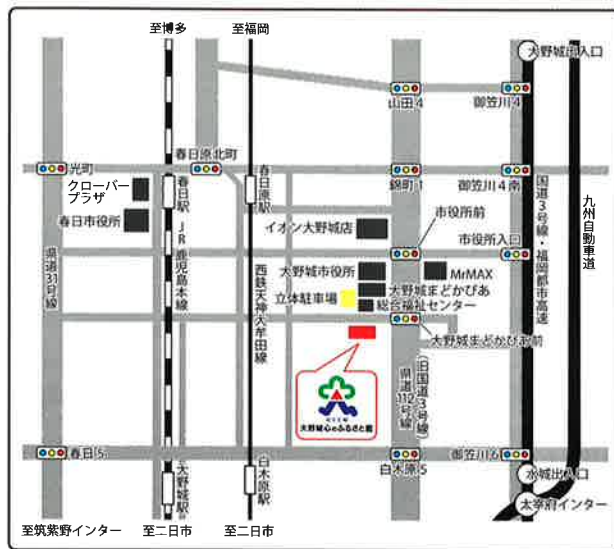 至博多
至福岡
大野城出入口
山田4
御笠川4
光町
春日原北町
錦町1
御笠川4南
クローバー
プラザ
春日駅
春日原駅
国道3号線・福岡都市高速
九州自動車道
春日市役所
イオン大野城店
市役所前
市役所入口
県道31号線
JR鹿児島本線
西鉄天神大牟田線
大野城市役所
MrMAX
立体駐車場
大野城まどかぴあ
総合福祉センター
大野城まどかぴあ前
県道112号線
(旧国道3号線)
大野城心のふるさと館
春日5
白木原5
御笠川6
大野城駅
白木原駅
水城出入口
太宰府インター
至筑紫野インター
至二日市
至二日市